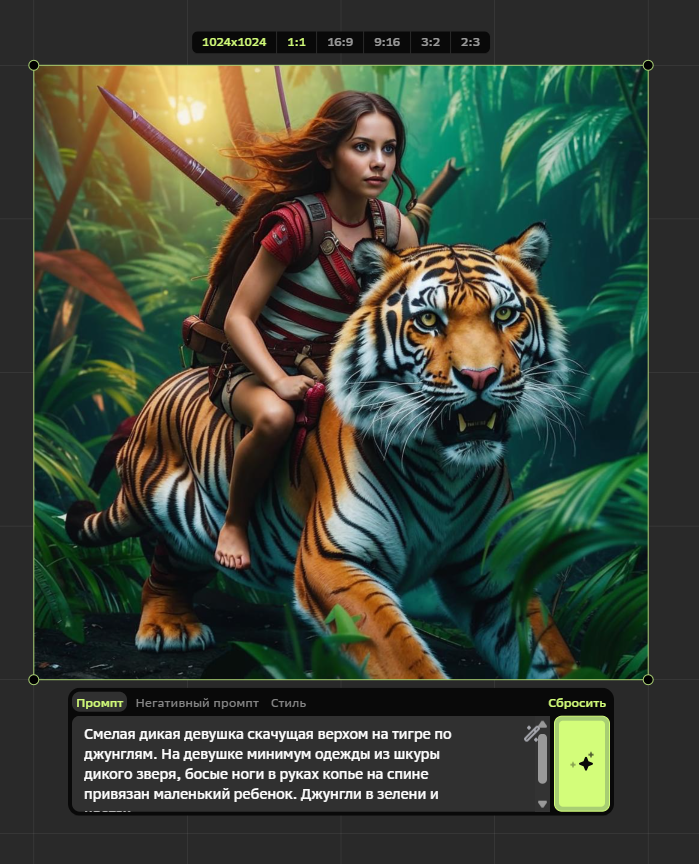 1024x1024 1:1 16:9 9:16 3:2 2:3
Промпт Негативный промпт Стиль Сбросить
Смелая дикая девушка скачущая верхом на тигре по
джунглям. На девушке минимум одежды из шкуры
дикого зверя, босые ноги в руках копье на спине
привязан маленький ребенок. Джунгли в зелени и